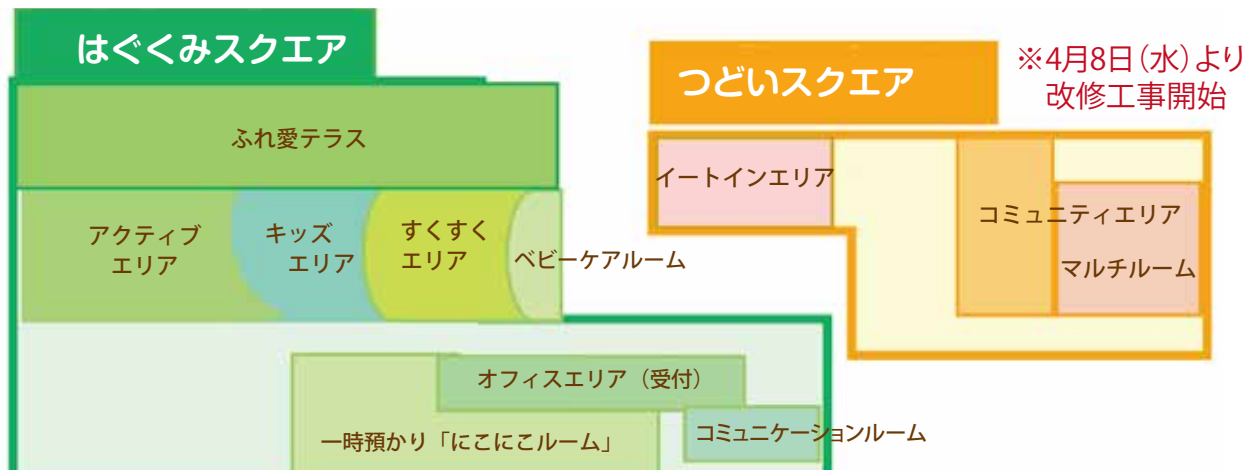 はぐくみスクエア
ふれ愛テラス
アクティブ
エリア
キッズ
エリア
すくすく
エリア
ベビーケアルーム
オフィスエリア（受付）
一時預かり「にこにこルーム」
コミュニケーションルーム
つどいスクエア
※4月8日（水）より
改修工事開始
イートインエリア
コミュニティエリア
マルチルーム